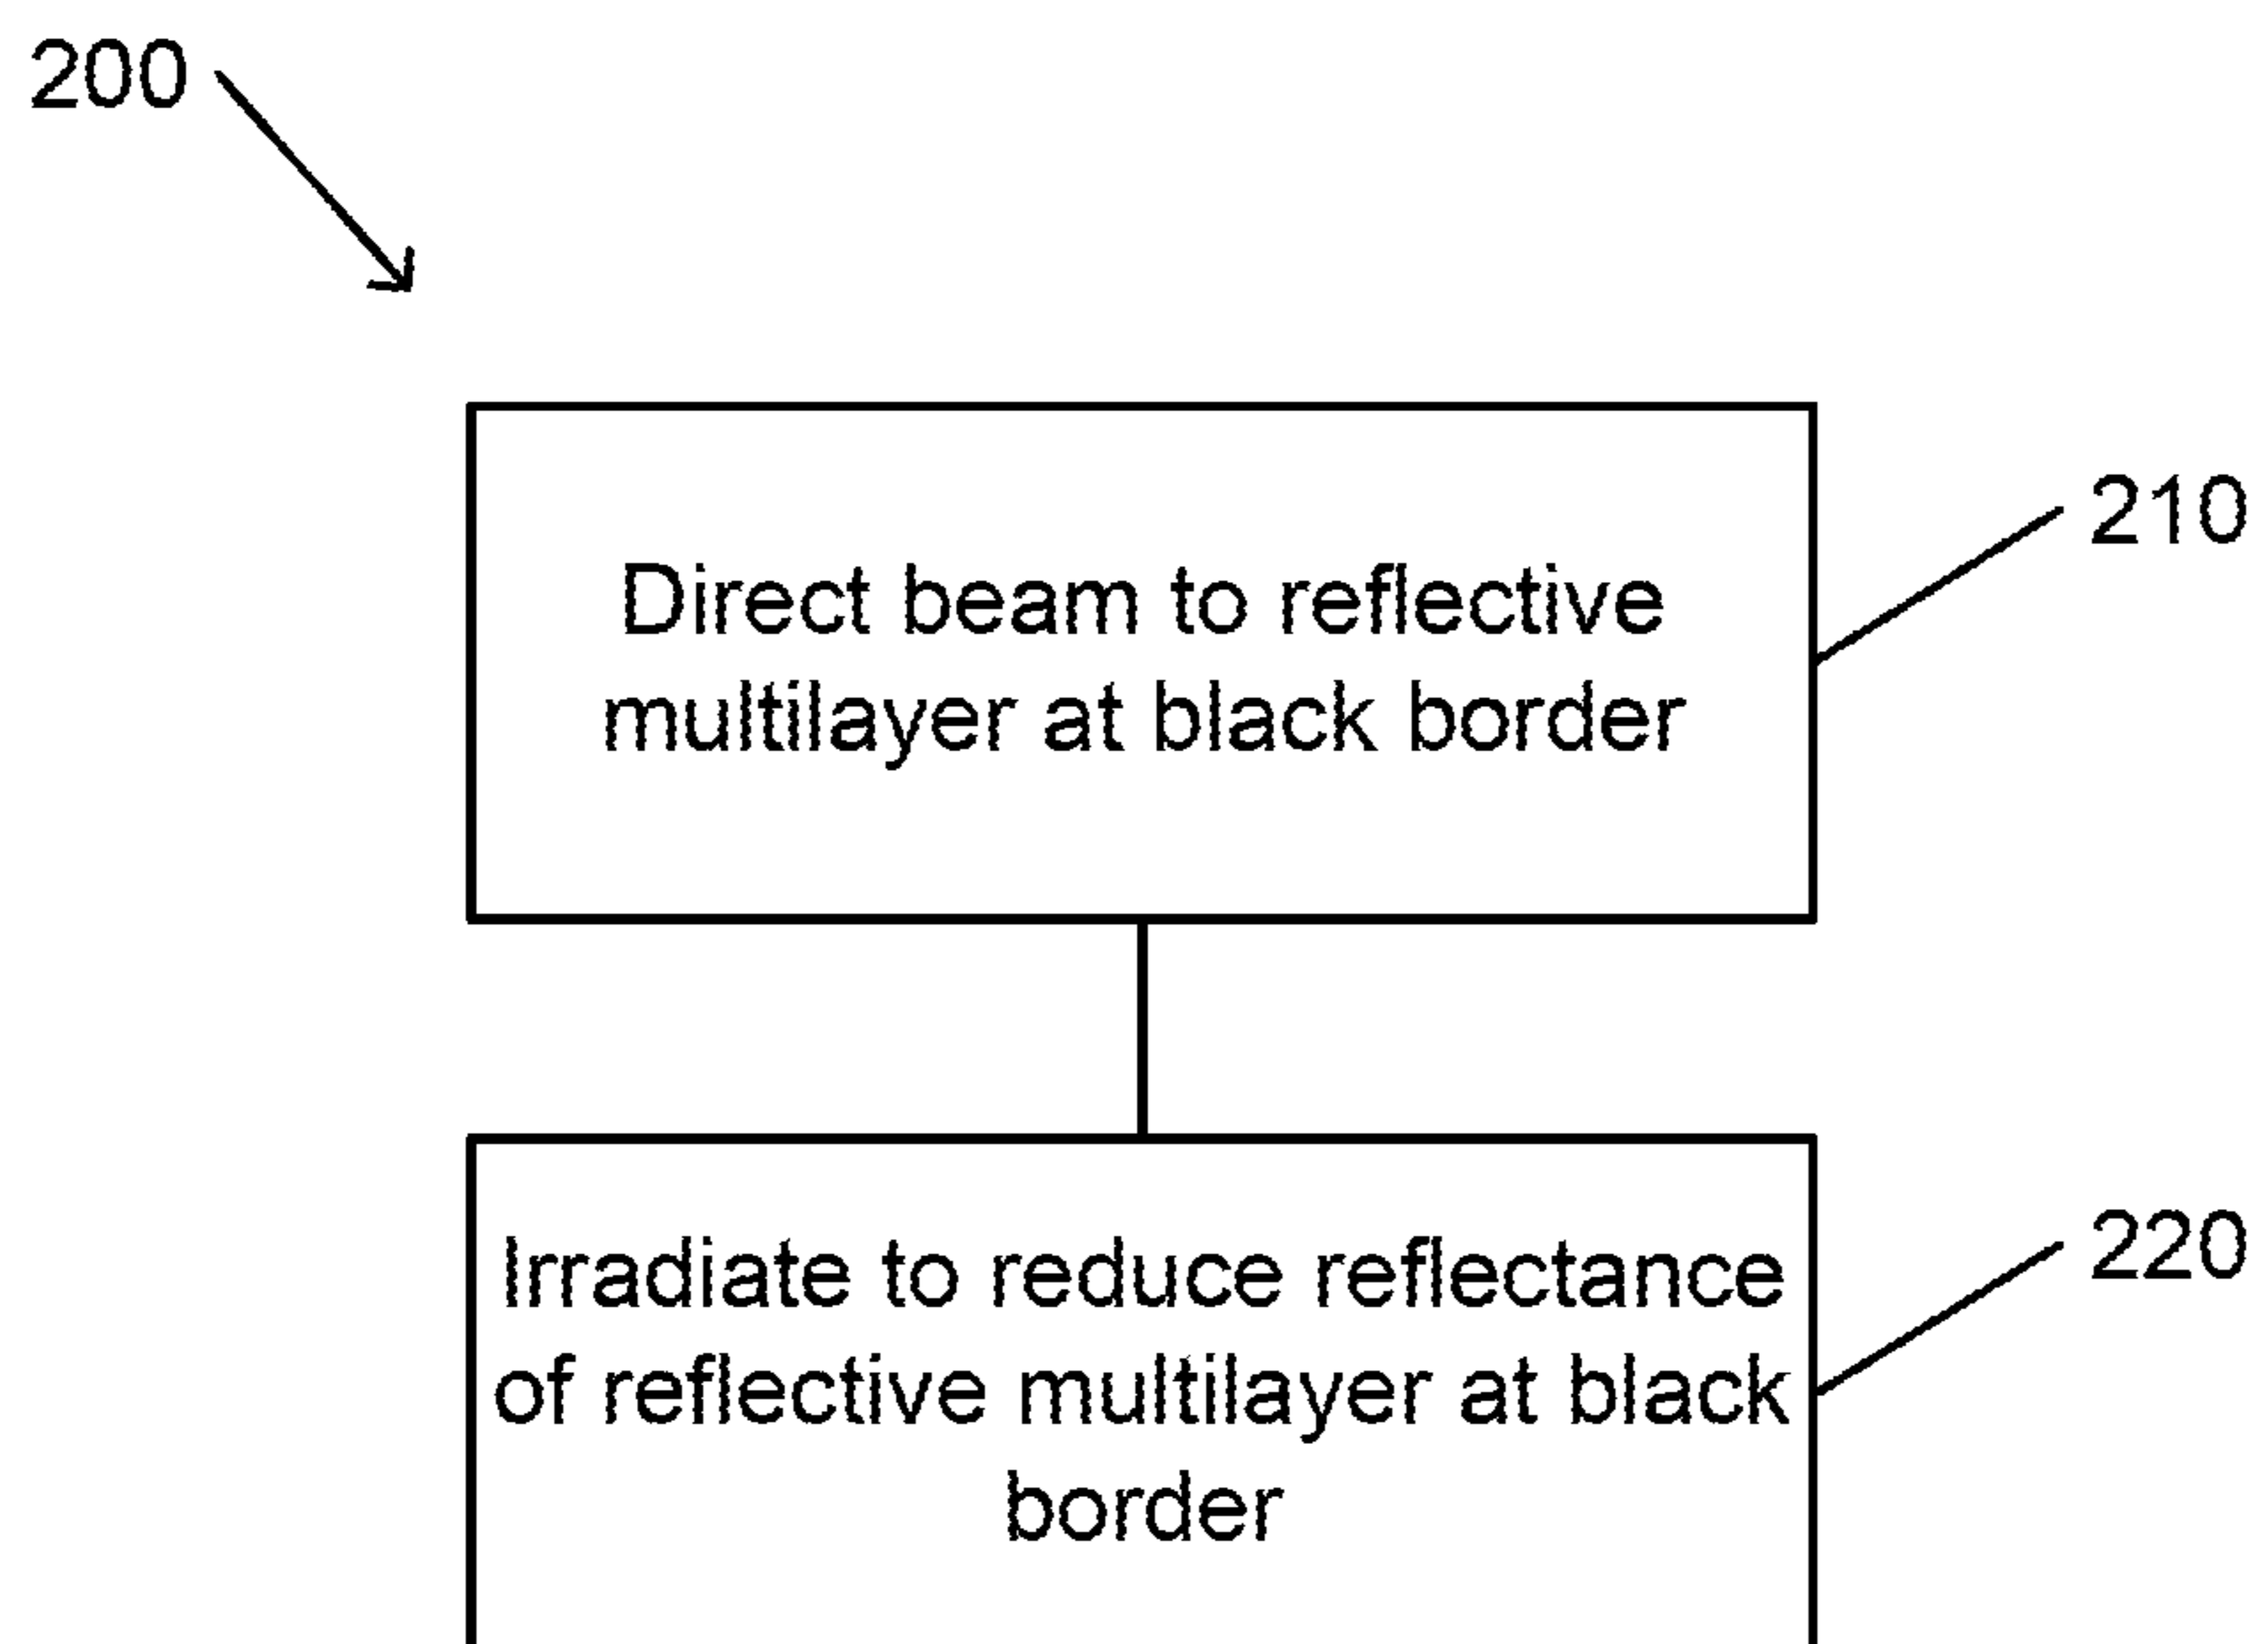 200
210
Direct beam to reflective
multilayer at black border
220
Irradiate to reduce reflectance
of reflective multilayer at black
border